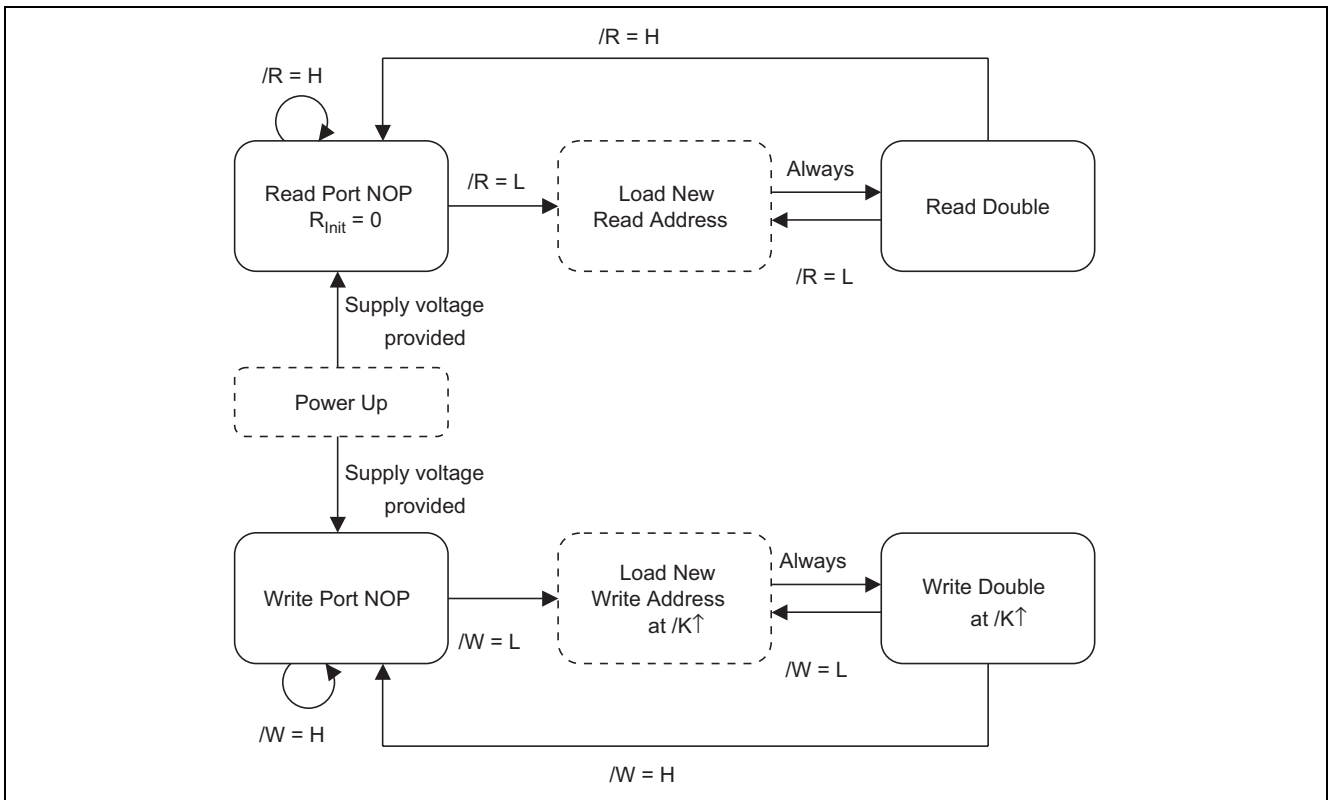 /R = H
/R = H
Read Port NOP
R_Init = 0
/R = L
Load New
Read Address
Always
/R = L
Read Double
Supply voltage
provided
Power Up
Supply voltage
provided
Write Port NOP
/W = L
Load New
Write Address
at /K↑
Always
/W = L
Write Double
at /K↑
/W = H
/W = H